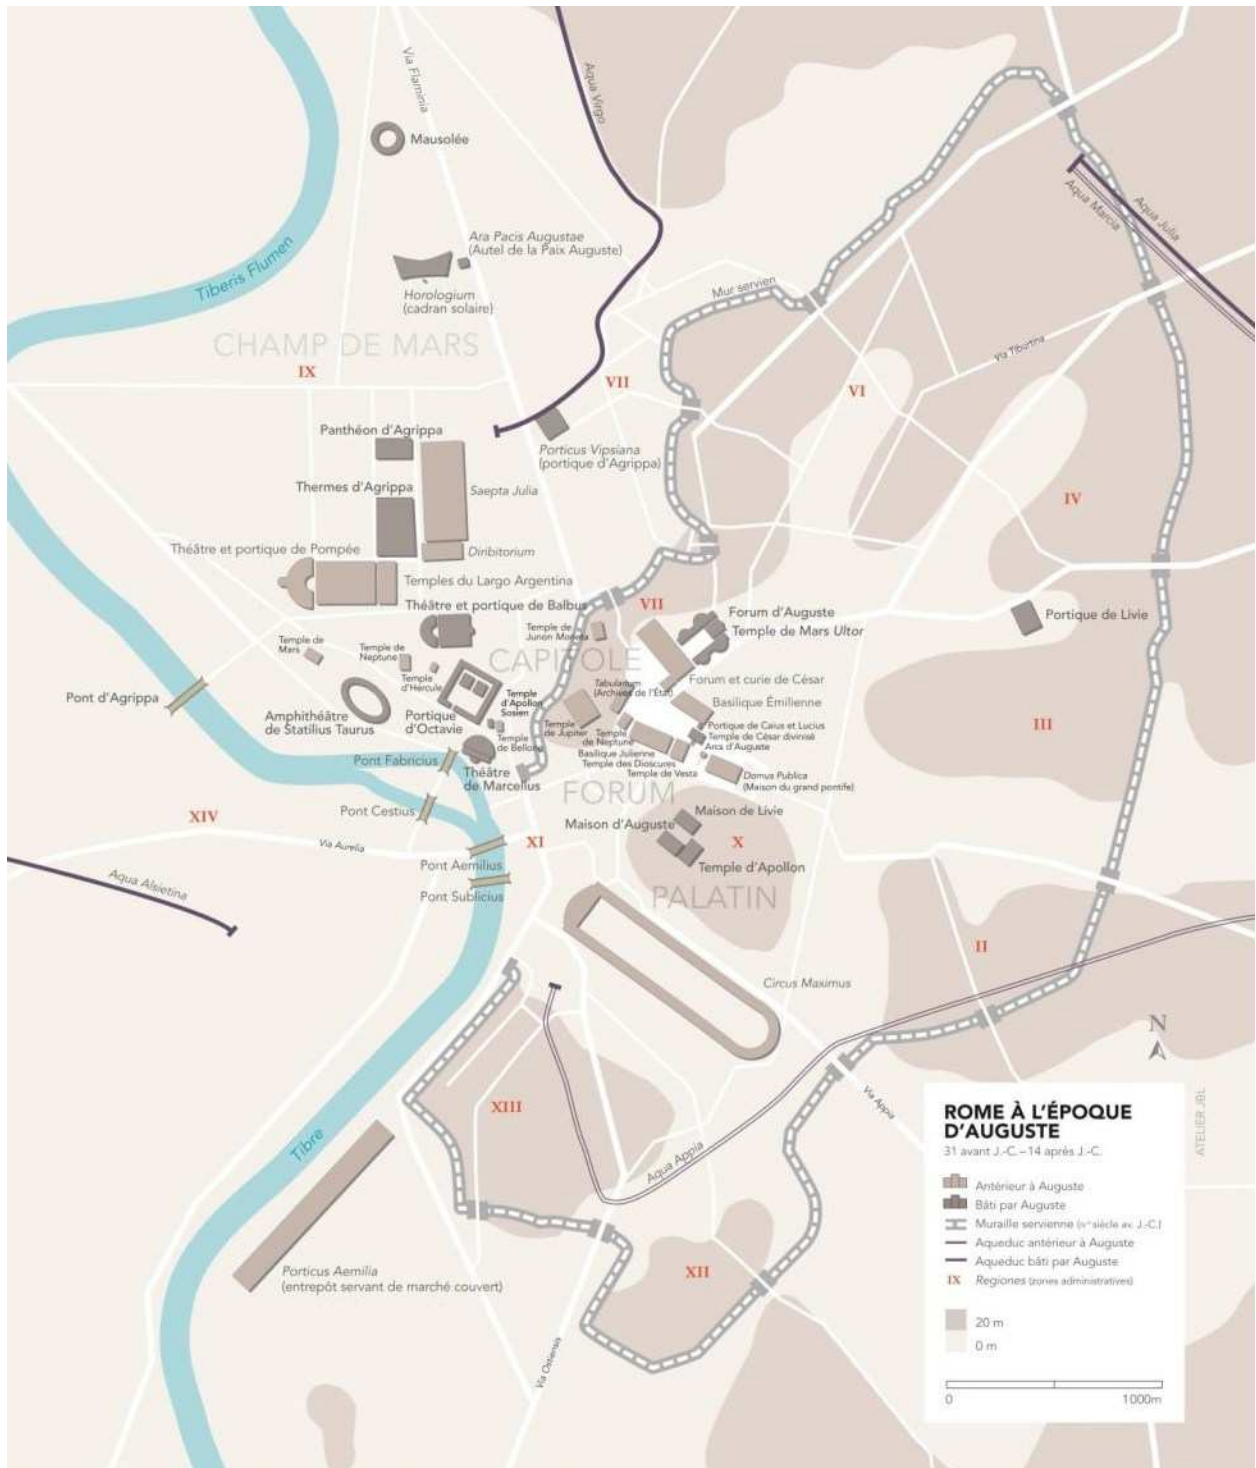 Via Flaminia
Aqua Virgo
Mausolée
Aqua Marcia
Aqua Julia
Ara Pacis Augustae
(Autel de la Paix Auguste)
Tiberis Flumen
Horologium
(cadran solaire)
Mur servien
CHAMP DE MARS
IX
VII
VI
Via Tiburtina
Panthéon d'Agrippa
Porticus Vipsiana
(portique d'Agrippa)
Thermes d'Agrippa
Saepta Julia
IV
Théâtre et portique de Pompée
Diribitorium
Temples du Largo Argentina
Théâtre et portique de Balbus
VII
Forum d'Auguste
Temple de Mars Ultor
Portique de Livie
Temple de
Junon Moneta
Temple de
Mars
Temple de
Neptune
Temple
d'Hercule
CAPITOLE
Tabularium
(Archives de l'État)
Forum et curie de César
Pont d'Agrippa
Amphithéâtre
de Statilius Taurus
Portique
d'Octavie
Temple
d'Apollon
Sosien
Temple
de Bellone
Temple
de Jupiter
Temple
de Neptune
Basilique Émilienne
Portique de Caius et Lucius
Temple de César divinisé
Arcs d'Auguste
III
Basilique Julienne
Temple des Dioscures
Temple de Vesta
Domus Publica
(Maison du grand pontife)
Pont Fabricius
Théâtre
de Marcellus
FORUM
Pont Cestius
XIV
Via Aurelia
XI
Maison de Livie
Maison d'Auguste
X
Temple d'Apollon
Pont Aemilius
Pont Sublicius
Aqua Alsietina
PALATIN
II
Circus Maximus
N
XIII
Via Appia
Aqua Appia
Tibre
XII
Porticus Aemilia
(entrepôt servant de marché couvert)
Via Ostiensis
ROME À L'ÉPOQUE
D'AUGUSTE
31 avant J.-C. – 14 après J.-C.
Antérieur à Auguste
Bâti par Auguste
Muraille servienne (IVe siècle av. J.-C.)
Aqueduc antérieur à Auguste
Aqueduc bâti par Auguste
IX Regiones (zones administratives)
20 m
0 m
0 1000m
ATELIER JBL